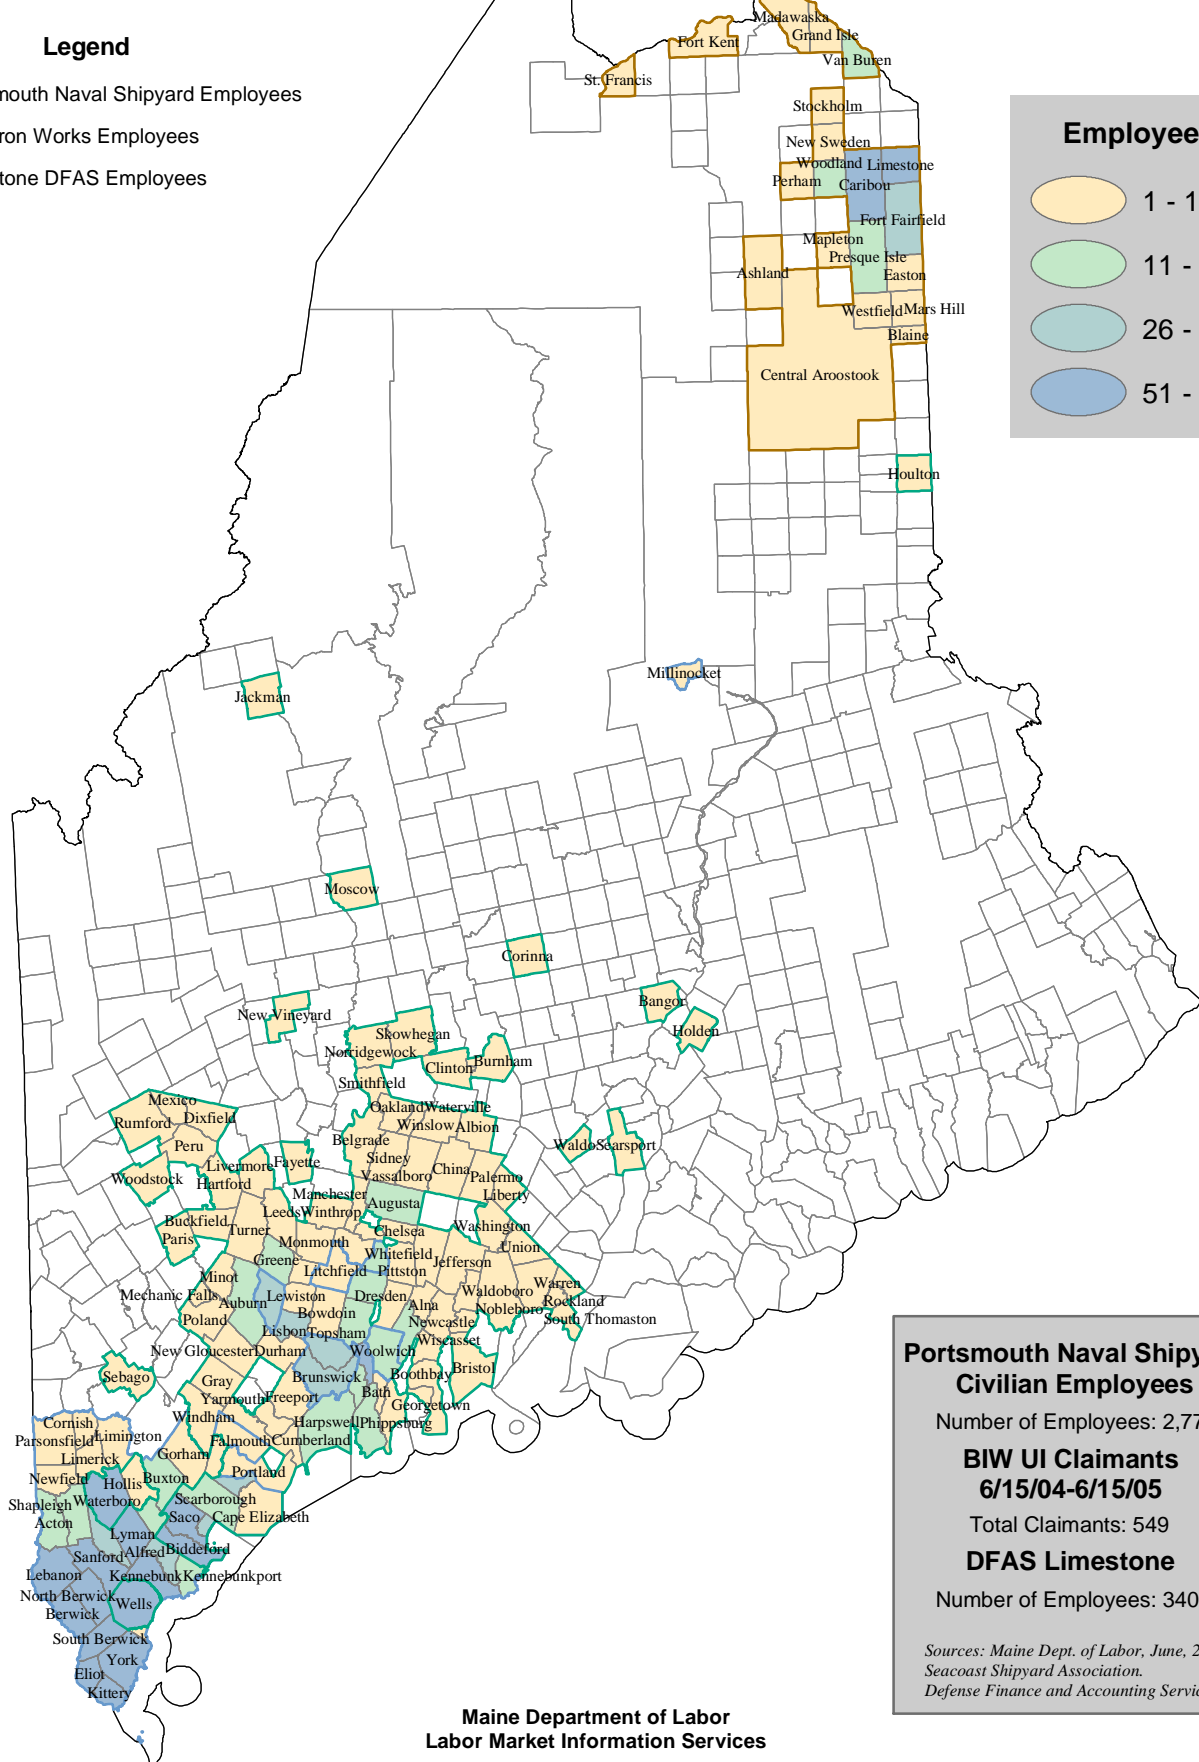 Legend
mouth Naval Shipyard Employees
ron Works Employees
tone DFAS Employees
Madawaska
Grand Isle
Fort Kent
Van Buren
St. Francis
Stockholm
New Sweden
Woodland
Limestone
Perham
Caribou
Fort Fairfield
Mapleton
Presque Isle
Ashland
Easton
Westfield
Mars Hill
Blaine
Central Aroostook
Houlton
Employee
1 - 1
11 -
26 -
51 -
Millinocket
Jackman
Moscow
Corinna
Bangor
Holden
New Vineyard
Skowhegan
Norridgewock
Clinton
Burnham
Smithfield
Mexico
Oakland
Waterville
Rumford
Dixfield
Winslow
Albion
Peru
Belgrade
Waldo
Searsport
Sidney
Livermore
Fayette
China
Vassalboro
Palermo
Woodstock
Hartford
Manchester
Liberty
Augusta
Leeds
Winthrop
Buckfield
Turner
Chelsea
Washington
Paris
Monmouth
Union
Greene
Whitefield
Jefferson
Litchfield
Pittston
Minot
Warren
Mechanic Falls
Auburn
Lewiston
Dresden
Waldoboro
Rockland
Bowdoin
Alna
Nobleboro
Poland
Newcastle
South Thomaston
Lisbon
Topsham
Wiscasset
New Gloucester
Durham
Woolwich
Sebago
Gray
Brunswick
Boothbay
Bristol
Yarmouth
Freeport
Bath
Georgetown
Windham
Harpswell
Phippsburg
Cornish
Limington
Falmouth
Cumberland
Parsonsfield
Gorham
Limerick
Portland
Newfield
Hollis
Buxton
Shapleigh
Waterboro
Scarborough
Acton
Saco
Cape Elizabeth
Lyman
Sanford
Alfred
Biddeford
Lebanon
Kennebunk
Kennebunkport
North Berwick
Wells
Berwick
South Berwick
York
Eliot
Kittery
Portsmouth Naval Shipy
Civilian Employees
Number of Employees: 2,77
BIW UI Claimants
6/15/04-6/15/05
Total Claimants: 549
DFAS Limestone
Number of Employees: 340
Sources: Maine Dept. of Labor, June, 2
Seacoast Shipyard Association.
Defense Finance and Accounting Servic
Maine Department of Labor
Labor Market Information Services